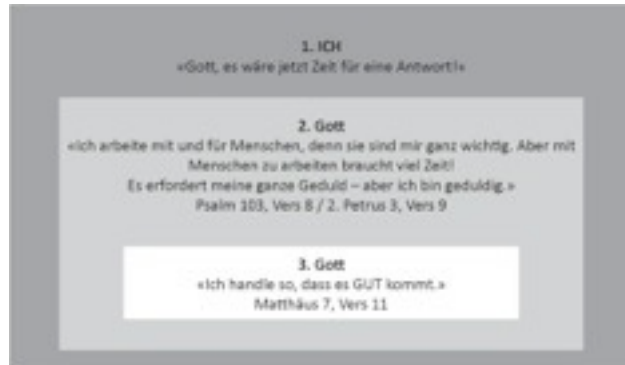 1. ICH
«Gott, es wäre jetzt Zeit für eine Antwort!»
2. Gott
«Ich arbeite mit und für Menschen, denn sie sind mir ganz wichtig. Aber mit
Menschen zu arbeiten braucht viel Zeit!
Es erfordert meine ganze Geduld – aber ich bin geduldig.»
Psalm 103, Vers 8 / 2. Petrus 3, Vers 9
3. Gott
«Ich handle so, dass es GUT kommt.»
Matthäus 7, Vers 11